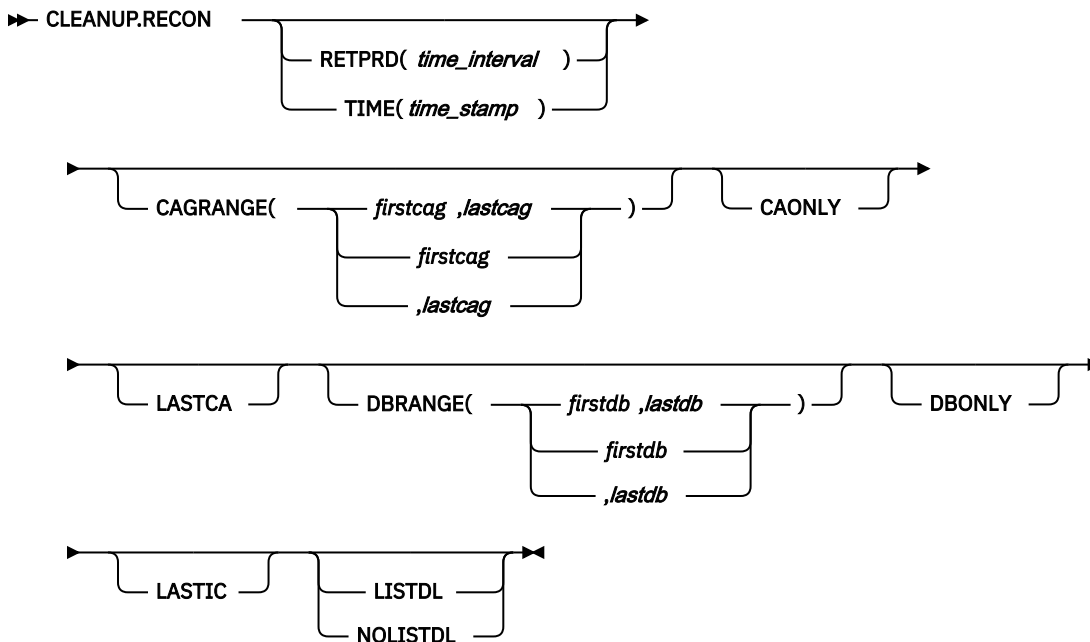 CLEANUP.RECON
RETPRD( time_interval )
TIME( time_stamp )
CAGRANGE( firstcag ,lastcag ) CAONLY
firstcag
,lastcag
LASTCA DBRANGE( firstdb ,lastdb ) DBONLY
firstdb
,lastdb
LASTIC LISTDL
NOLISTDL